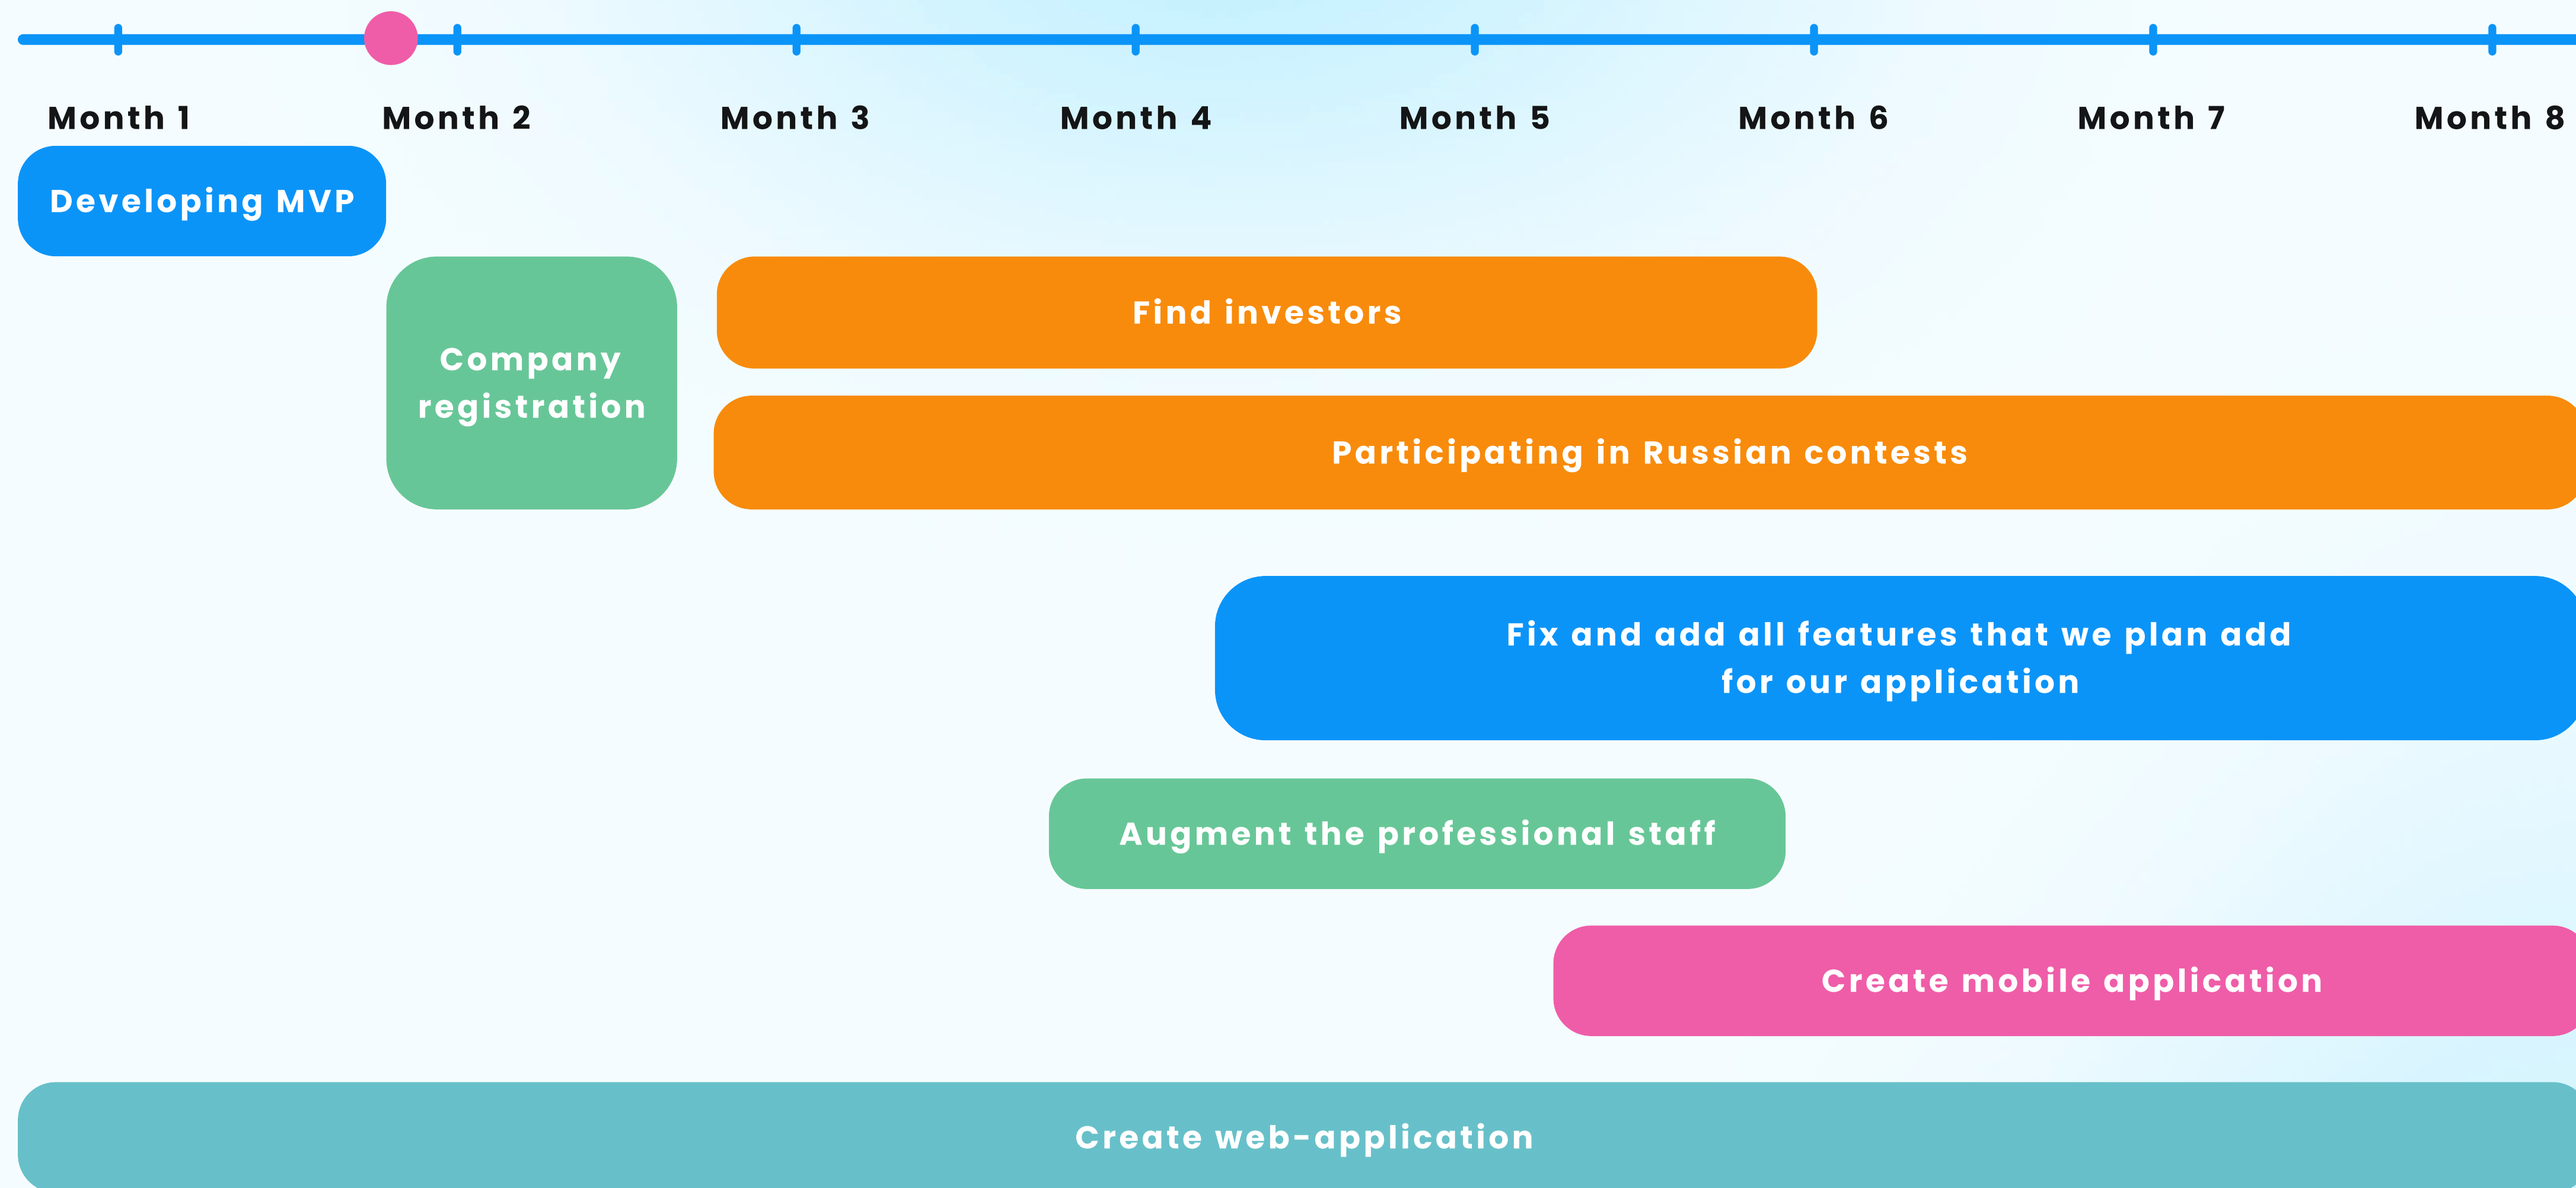 Month 1
Month 2
Month 3
Month 4
Month 5
Month 6
Month 7
Month 8
Developing MVP
Company
registration
Find investors
Participating in Russian contests
Fix and add all features that we plan add
for our application
Augment the professional staff
Create mobile application
Create web-application